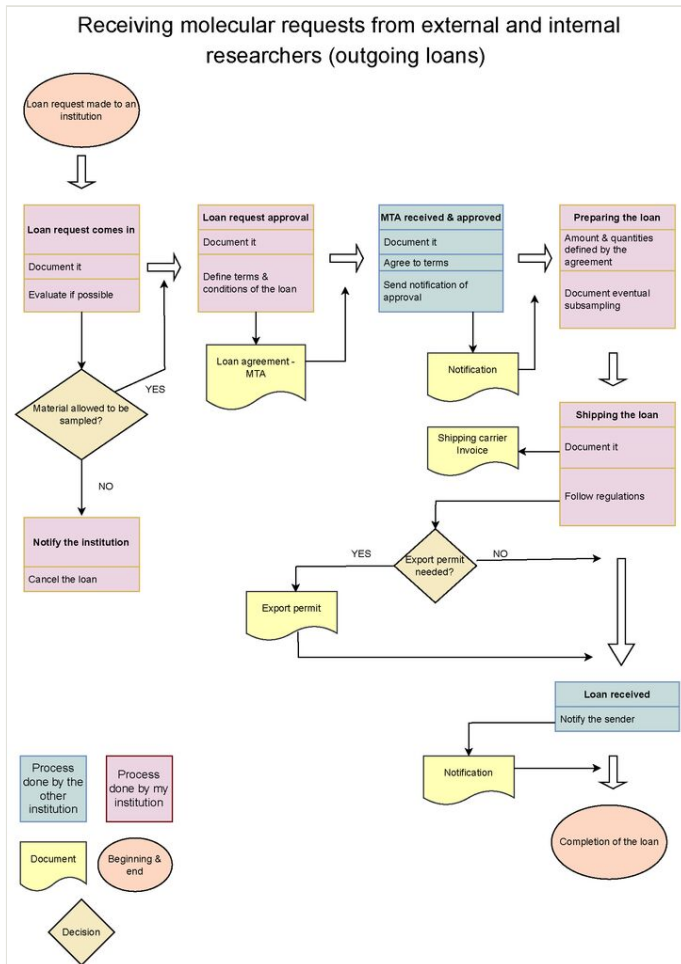 Receiving molecular requests from external and internal
researchers (outgoing loans)
Loan request made to an
institution
Loan request comes in
Document it
Evaluate if possible
Loan request approval
Document it
Define terms &
conditions of the loan
MTA received & approved
Document it
Agree to terms
Send notification of
approval
Preparing the loan
Amount & quantities
defined by the
agreement
Document eventual
subsampling
Loan agreement -
MTA
Notification
YES
Material allowed to be
sampled?
NO
Shipping the loan
Document it
Follow regulations
Shipping carrier
Invoice
Notify the institution
Cancel the loan
YES
Export permit
needed?
NO
Export permit
Loan received
Notify the sender
Notification
Completion of the loan
Process
done by the
other
institution
Process
done by my
institution
Document
Beginning &
end
Decision